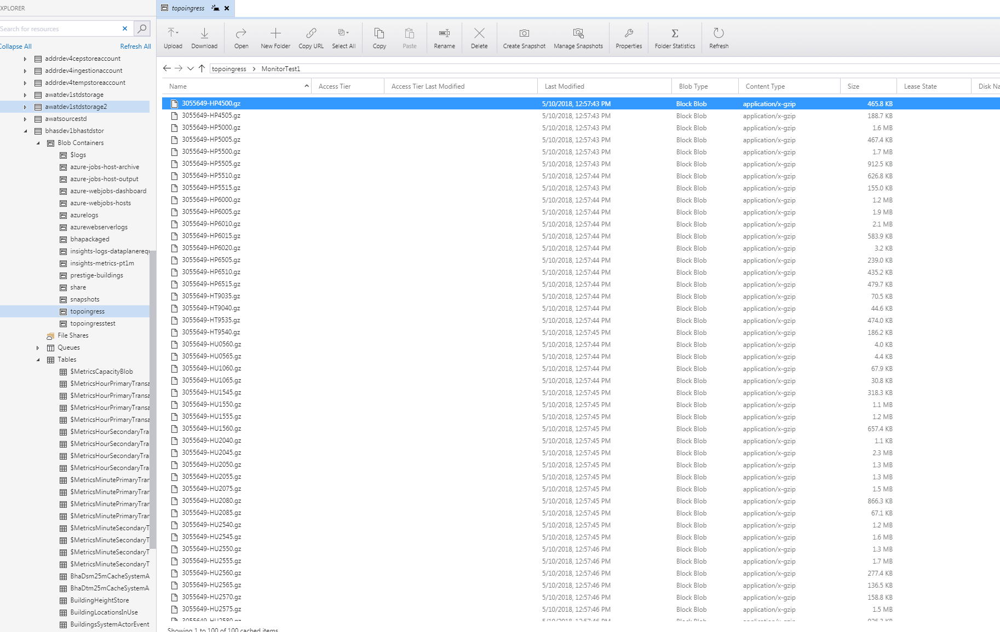 XPLORER
Search for resources
Collapse All Refresh All
addrdev4cepstoreaccount
addrdev4ingestionaccount
addrdev4tempstoreaccount
awatdev1stdstorage
awatdev1stdstorage2
awatsourcestd
bhasdev1bhastdstor
Blob Containers
$logs
azure-jobs-host-archive
azure-jobs-host-output
azure-webjobs-dashboard
azure-webjobs-hosts
azurelogs
azurewebserverlogs
bhapackaged
insights-logs-dataplanerequ
insights-metrics-pt1m
prestige-buildings
share
snapshots
topoingress
topoingresstest
File Shares
Queues
Tables
$MetricsCapacityBlob
$MetricsHourPrimaryTransa
$MetricsHourPrimaryTransa
$MetricsHourPrimaryTransa
$MetricsHourPrimaryTransa
$MetricsHourSecondaryTra
$MetricsHourSecondaryTra
$MetricsHourSecondaryTra
$MetricsHourSecondaryTra
$MetricsMinutePrimaryTran
$MetricsMinutePrimaryTran
$MetricsMinutePrimaryTran
$MetricsMinutePrimaryTran
$MetricsMinuteSecondaryT
$MetricsMinuteSecondaryT
$MetricsMinuteSecondaryT
$MetricsMinuteSecondaryT
BhaDsm25mCacheSystemA
BhaDtm25mCacheSystemA
BuildingHeightStore
BuildingLocationsInUse
BuildingsSystemActorEvent
topoingress
Upload Download Open New Folder Copy URL Select All Copy Paste Rename Delete Create Snapshot Manage Snapshots Properties Folder Statistics Refresh
topoingress > MonitorTest1
Name Access Tier Access Tier Last Modified Last Modified Blob Type Content Type Size Lease State Disk Na
3055649-HP4500.gz 5/10/2018, 12:57:43 PM Block Blob application/x-gzip 465.8 KB
3055649-HP4505.gz 5/10/2018, 12:57:43 PM Block Blob application/x-gzip 188.7 KB
3055649-HP5000.gz 5/10/2018, 12:57:43 PM Block Blob application/x-gzip 1.6 MB
3055649-HP5005.gz 5/10/2018, 12:57:43 PM Block Blob application/x-gzip 467.4 KB
3055649-HP5500.gz 5/10/2018, 12:57:43 PM Block Blob application/x-gzip 1.7 MB
3055649-HP5505.gz 5/10/2018, 12:57:43 PM Block Blob application/x-gzip 912.5 KB
3055649-HP5510.gz 5/10/2018, 12:57:44 PM Block Blob application/x-gzip 626.8 KB
3055649-HP5515.gz 5/10/2018, 12:57:44 PM Block Blob application/x-gzip 155.0 KB
3055649-HP6000.gz 5/10/2018, 12:57:44 PM Block Blob application/x-gzip 1.2 MB
3055649-HP6005.gz 5/10/2018, 12:57:44 PM Block Blob application/x-gzip 1.9 MB
3055649-HP6010.gz 5/10/2018, 12:57:44 PM Block Blob application/x-gzip 2.1 MB
3055649-HP6015.gz 5/10/2018, 12:57:44 PM Block Blob application/x-gzip 583.9 KB
3055649-HP6020.gz 5/10/2018, 12:57:44 PM Block Blob application/x-gzip 3.2 KB
3055649-HP6505.gz 5/10/2018, 12:57:44 PM Block Blob application/x-gzip 239.0 KB
3055649-HP6510.gz 5/10/2018, 12:57:44 PM Block Blob application/x-gzip 435.2 KB
3055649-HP6515.gz 5/10/2018, 12:57:44 PM Block Blob application/x-gzip 479.7 KB
3055649-HT9035.gz 5/10/2018, 12:57:44 PM Block Blob application/x-gzip 70.5 KB
3055649-HT9040.gz 5/10/2018, 12:57:44 PM Block Blob application/x-gzip 44.6 KB
3055649-HT9535.gz 5/10/2018, 12:57:44 PM Block Blob application/x-gzip 474.0 KB
3055649-HT9540.gz 5/10/2018, 12:57:45 PM Block Blob application/x-gzip 186.2 KB
3055649-HU0560.gz 5/10/2018, 12:57:44 PM Block Blob application/x-gzip 4.0 KB
3055649-HU0565.gz 5/10/2018, 12:57:44 PM Block Blob application/x-gzip 4.4 KB
3055649-HU1060.gz 5/10/2018, 12:57:44 PM Block Blob application/x-gzip 67.9 KB
3055649-HU1065.gz 5/10/2018, 12:57:44 PM Block Blob application/x-gzip 30.8 KB
3055649-HU1545.gz 5/10/2018, 12:57:45 PM Block Blob application/x-gzip 318.3 KB
3055649-HU1550.gz 5/10/2018, 12:57:45 PM Block Blob application/x-gzip 1.1 MB
3055649-HU1555.gz 5/10/2018, 12:57:45 PM Block Blob application/x-gzip 1.2 MB
3055649-HU1560.gz 5/10/2018, 12:57:45 PM Block Blob application/x-gzip 657.4 KB
3055649-HU2040.gz 5/10/2018, 12:57:45 PM Block Blob application/x-gzip 1.1 KB
3055649-HU2045.gz 5/10/2018, 12:57:45 PM Block Blob application/x-gzip 2.3 MB
3055649-HU2050.gz 5/10/2018, 12:57:45 PM Block Blob application/x-gzip 1.3 MB
3055649-HU2055.gz 5/10/2018, 12:57:45 PM Block Blob application/x-gzip 1.3 MB
3055649-HU2075.gz 5/10/2018, 12:57:45 PM Block Blob application/x-gzip 1.5 MB
3055649-HU2080.gz 5/10/2018, 12:57:45 PM Block Blob application/x-gzip 866.3 KB
3055649-HU2085.gz 5/10/2018, 12:57:45 PM Block Blob application/x-gzip 67.1 KB
3055649-HU2540.gz 5/10/2018, 12:57:45 PM Block Blob application/x-gzip 1.2 MB
3055649-HU2545.gz 5/10/2018, 12:57:45 PM Block Blob application/x-gzip 1.6 MB
3055649-HU2550.gz 5/10/2018, 12:57:46 PM Block Blob application/x-gzip 1.3 MB
3055649-HU2555.gz 5/10/2018, 12:57:46 PM Block Blob application/x-gzip 1.7 MB
3055649-HU2560.gz 5/10/2018, 12:57:46 PM Block Blob application/x-gzip 277.4 KB
3055649-HU2565.gz 5/10/2018, 12:57:46 PM Block Blob application/x-gzip 136.5 KB
3055649-HU2570.gz 5/10/2018, 12:57:46 PM Block Blob application/x-gzip 158.8 KB
3055649-HU2575.gz 5/10/2018, 12:57:46 PM Block Blob application/x-gzip 1.5 MB
3055649-HU2580.gz 5/10/2018, 12:57:46 PM Block Blob application/x-gzip
Showing 1 to 100 of 100 cached items